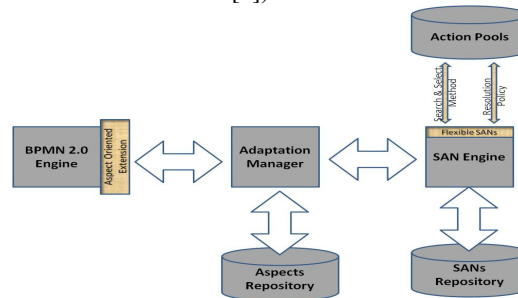 Action Pools
Search & Select
Method
Resolution
Policy
Flexible SANs
BPMN 2.0
Engine
Aspect Oriented
Extension
Adaptation
Manager
SAN Engine
Aspects
Repository
SANs
Repository